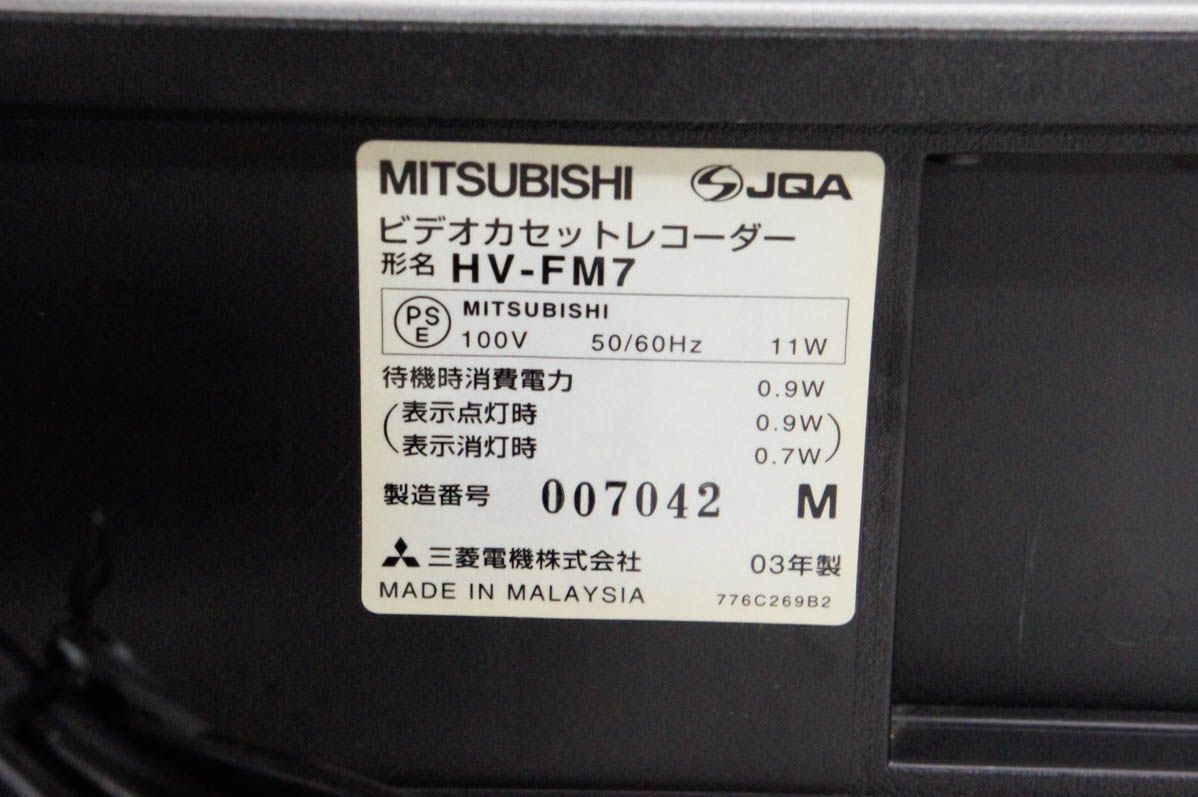 MITSUBISHI JQA
ビデオカセットレコーダー
形名 HV-FM7
PSE MITSUBISHI
100V 50/60Hz 11W
待機時消費電力 0.9W
(表示点灯時 0.9W
表示消灯時 0.7W)
製造番号 007042 M
三菱電機株式会社 03年製
MADE IN MALAYSIA 776C269B2